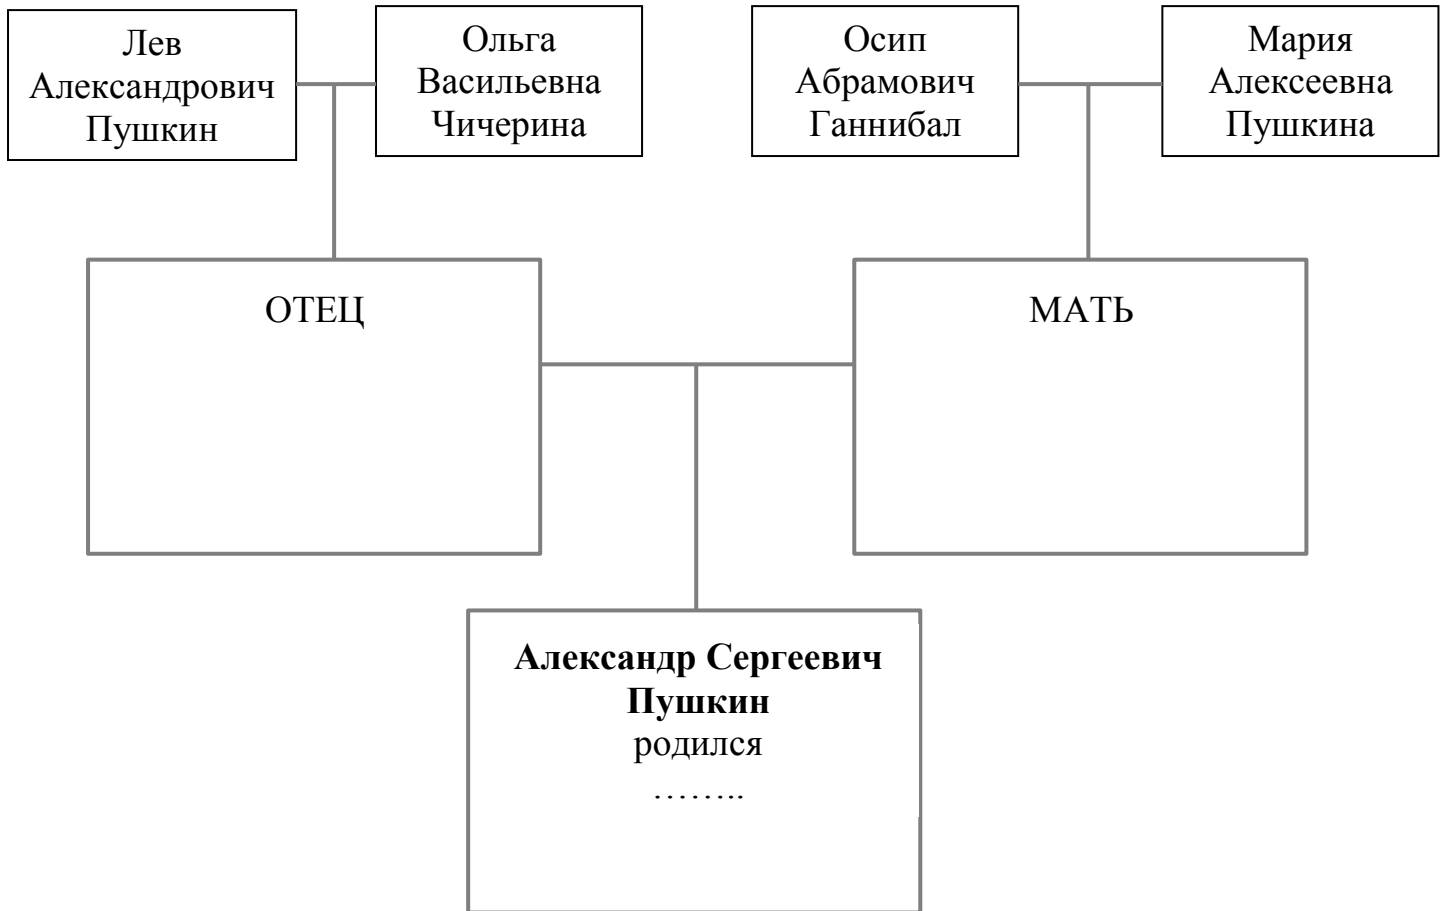 Лев
Александрович
Пушкин
Ольга
Васильевна
Чичерина
Осип
Абрамович
Ганнибал
Мария
Алексеевна
Пушкина
ОТЕЦ
МАТЬ
Александр Сергеевич
Пушкин
родился
……..